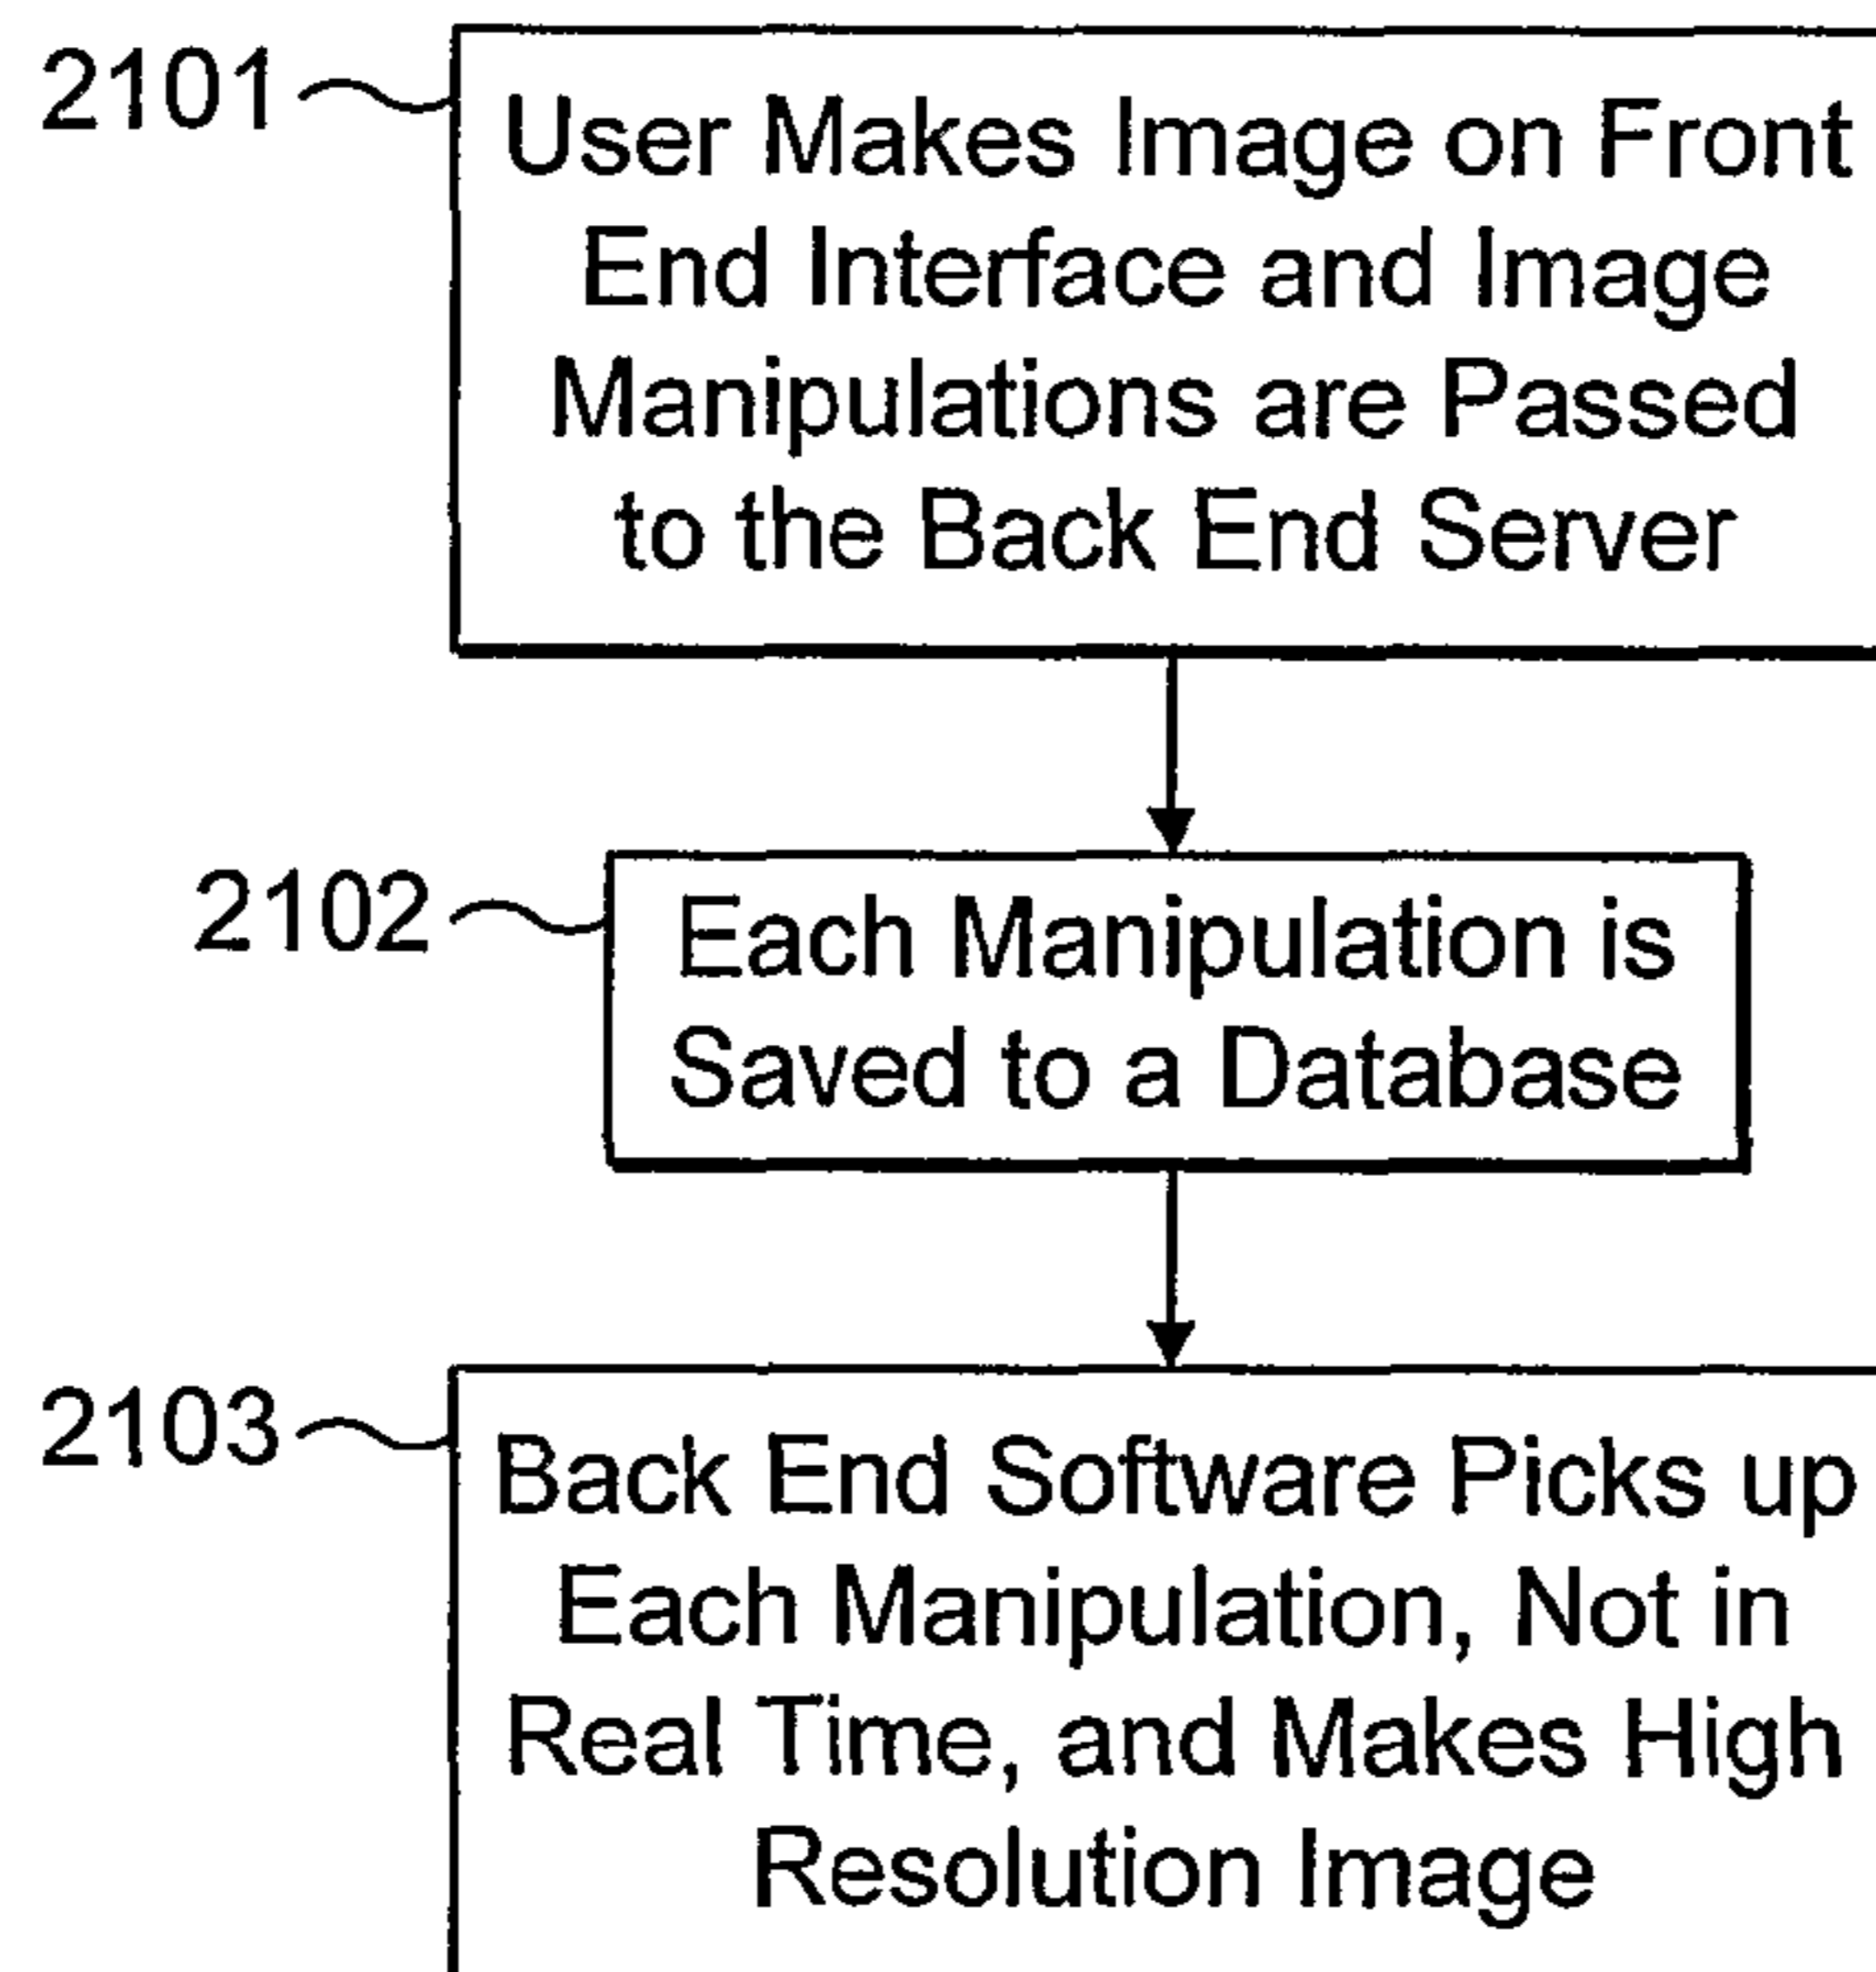 2101
User Makes Image on Front
End Interface and Image
Manipulations are Passed
to the Back End Server
2102
Each Manipulation is
Saved to a Database
2103
Back End Software Picks up
Each Manipulation, Not in
Real Time, and Makes High
Resolution Image